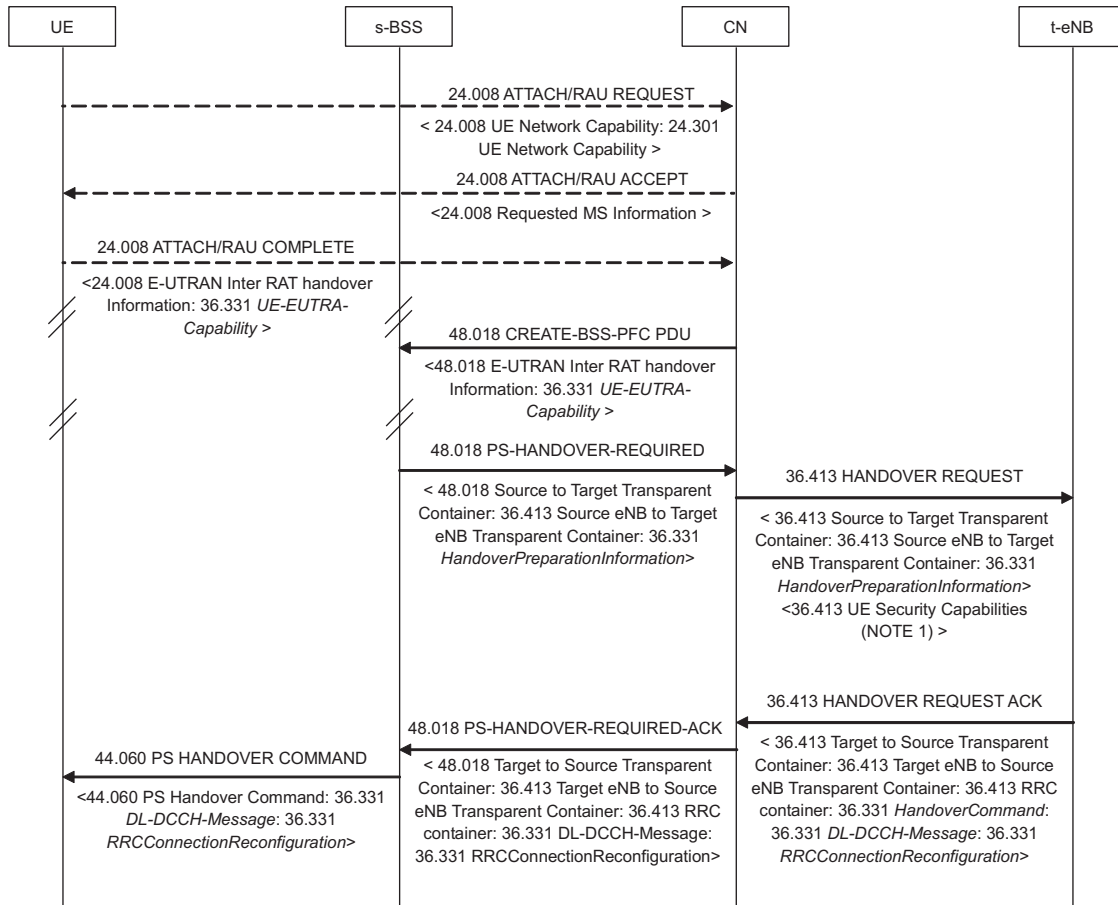 UE
s-BSS
CN
t-eNB
24.008 ATTACH/RAU REQUEST
< 24.008 UE Network Capability: 24.301
UE Network Capability >
24.008 ATTACH/RAU ACCEPT
<24.008 Requested MS Information >
24.008 ATTACH/RAU COMPLETE
<24.008 E-UTRAN Inter RAT handover
Information: 36.331 UE-EUTRA-
Capability >
48.018 CREATE-BSS-PFC PDU
<48.018 E-UTRAN Inter RAT handover
Information: 36.331 UE-EUTRA-
Capability >
48.018 PS-HANDOVER-REQUIRED
< 48.018 Source to Target Transparent
Container: 36.413 Source eNB to Target
eNB Transparent Container: 36.331
HandoverPreparationInformation>
36.413 HANDOVER REQUEST
< 36.413 Source to Target Transparent
Container: 36.413 Source eNB to Target
eNB Transparent Container: 36.331
HandoverPreparationInformation>
<36.413 UE Security Capabilities
(NOTE 1) >
36.413 HANDOVER REQUEST ACK
< 36.413 Target to Source Transparent
Container: 36.413 Target eNB to Source
eNB Transparent Container: 36.413 RRC
container: 36.331 HandoverCommand:
36.331 DL-DCCH-Message: 36.331
RRCConnectionReconfiguration>
48.018 PS-HANDOVER-REQUIRED-ACK
< 48.018 Target to Source Transparent
Container: 36.413 Target eNB to Source
eNB Transparent Container: 36.413 RRC
container: 36.331 DL-DCCH-Message:
36.331 RRCConnectionReconfiguration>
44.060 PS HANDOVER COMMAND
<44.060 PS Handover Command: 36.331
DL-DCCH-Message: 36.331
RRCConnectionReconfiguration>